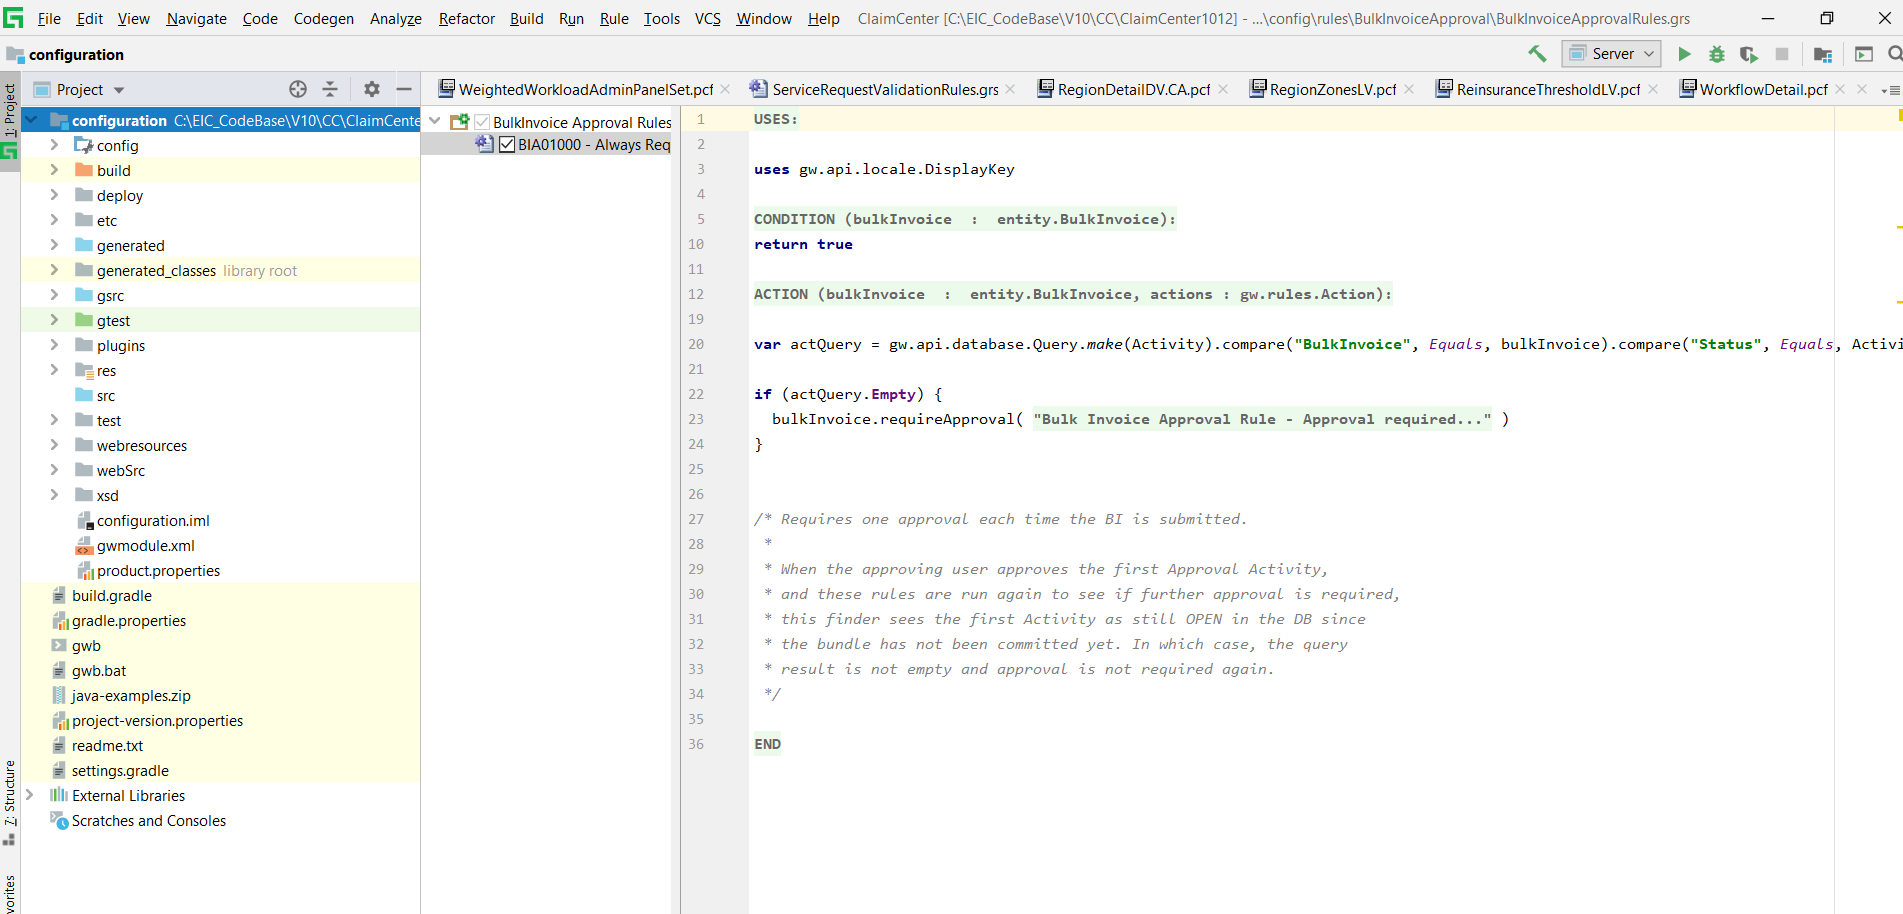 File Edit View Navigate Code Codegen Analyze Refactor Build Run Rule Tools VCS Window Help ClaimCenter [C:\EIC_CodeBase\V10\CC\ClaimCenter1012] - ...\config\rules\BulkInvoiceApproval\BulkInvoiceApprovalRules.grs
configuration
Server
Project
WeightedWorkloadAdminPanelSet.pcf
ServiceRequestValidationRules.grs
RegionDetailDV.CA.pcf
RegionZonesLV.pcf
ReinsuranceThresholdLV.pcf
WorkflowDetail.pcf
1: Project
7: Structure
vorites
configuration C:\EIC_CodeBase\V10\CC\ClaimCente
config
build
deploy
etc
generated
generated_classes library root
gsrc
gtest
plugins
res
src
test
webresources
webSrc
xsd
configuration.iml
gwmodule.xml
product.properties
build.gradle
gradle.properties
gwb
gwb.bat
java-examples.zip
project-version.properties
readme.txt
settings.gradle
External Libraries
Scratches and Consoles
BulkInvoice Approval Rules
BIA01000 - Always Req
1 USES:
2
3 uses gw.api.locale.DisplayKey
4
5 CONDITION (bulkInvoice : entity.BulkInvoice):
10 return true
11
12 ACTION (bulkInvoice : entity.BulkInvoice, actions : gw.rules.Action):
19
20 var actQuery = gw.api.database.Query.make(Activity).compare("BulkInvoice", Equals, bulkInvoice).compare("Status", Equals, Activi
21
22 if (actQuery.Empty) {
23 bulkInvoice.requireApproval( "Bulk Invoice Approval Rule - Approval required..." )
24 }
25
26
27 /* Requires one approval each time the BI is submitted.
28 *
29 * When the approving user approves the first Approval Activity,
30 * and these rules are run again to see if further approval is required,
31 * this finder sees the first Activity as still OPEN in the DB since
32 * the bundle has not been committed yet. In which case, the query
33 * result is not empty and approval is not required again.
34 */
35
36 END